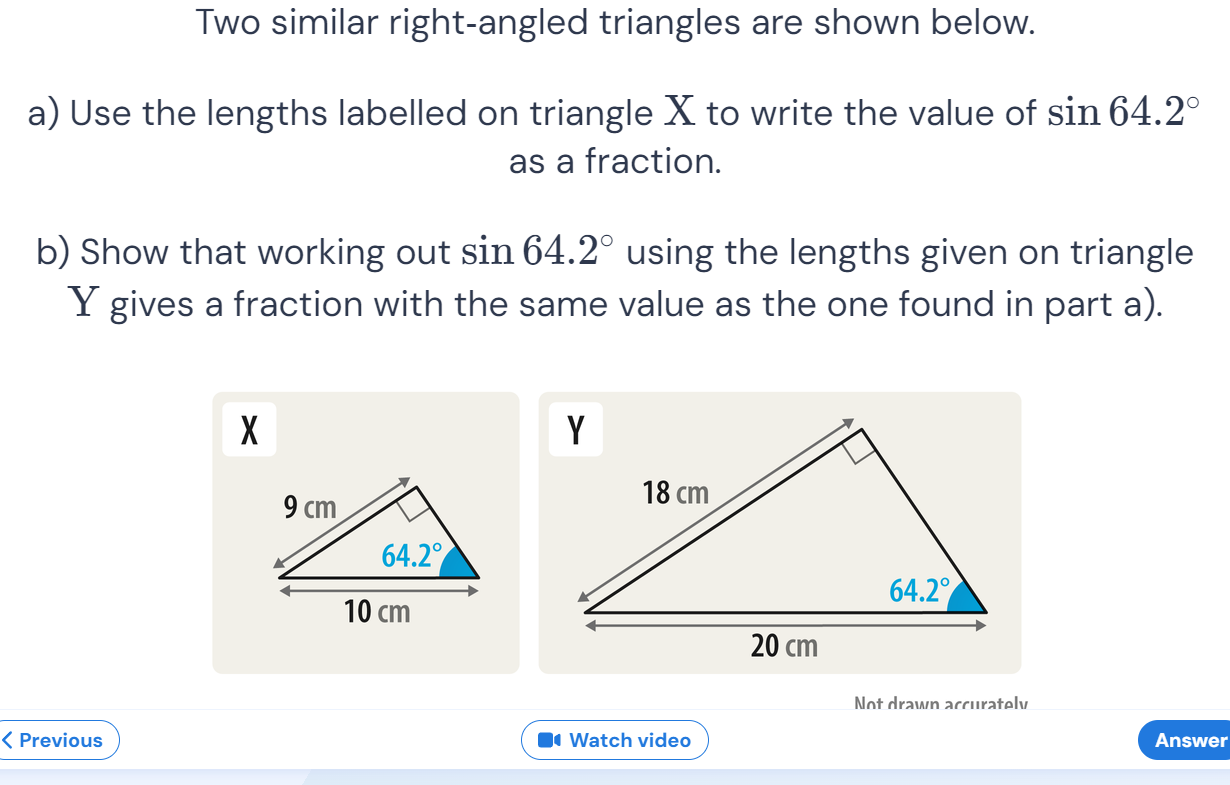 Two similar right-angled triangles are shown below.
a) Use the lengths labelled on triangle X to write the value of sin 64.2°
as a fraction.
b) Show that working out sin 64.2° using the lengths given on triangle
Y gives a fraction with the same value as the one found in part a).
X
9 cm
64.2°
10 cm
Y
18 cm
64.2°
20 cm
Not drawn accurately
Previous
Watch video
Answer